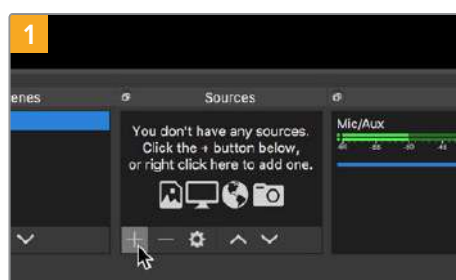 1
enes
Sources
You don't have any sources.
Click the + button below,
or right click here to add one.
Mic/Aux